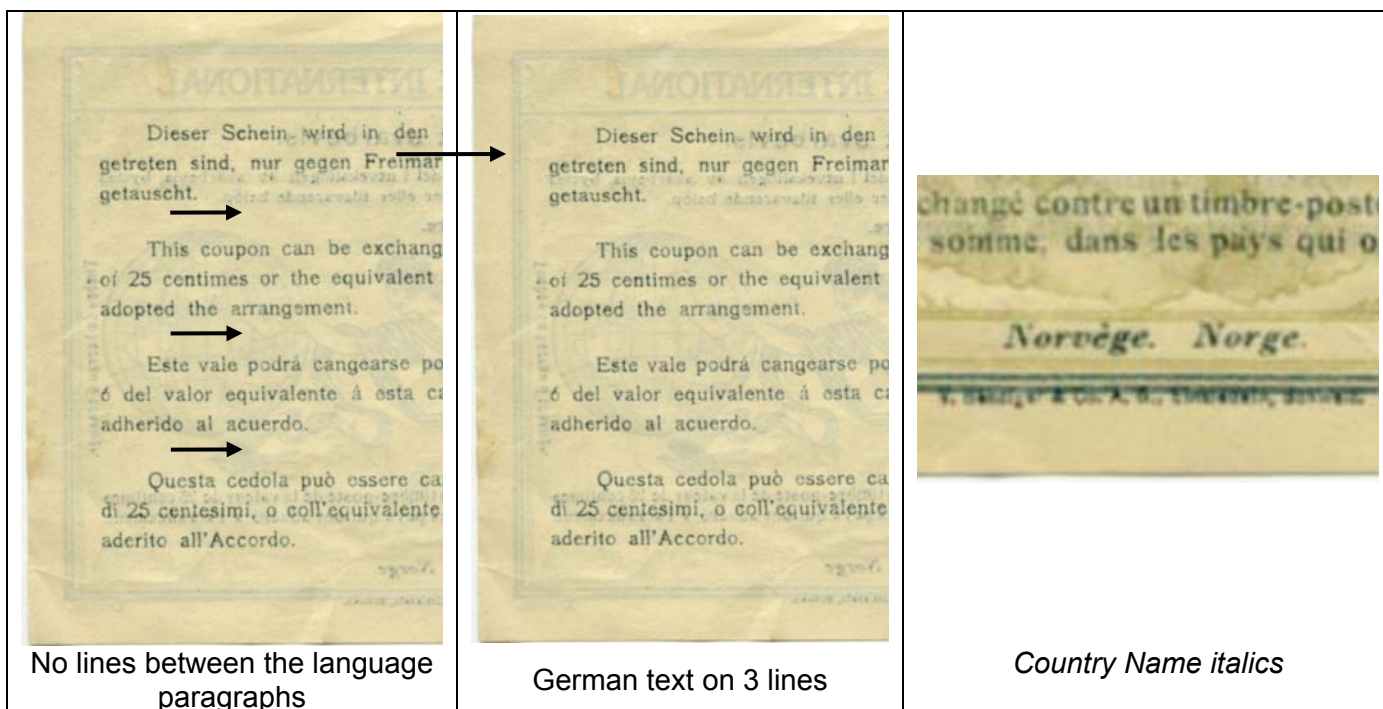 Dieser Schein wird in den
getreten sind, nur gegen Freimar
getauscht.
This coupon can be exchang
of 25 centimes or the equivalent
adopted the arrangement.
Este vale podrá cangearse po
ó del valor equivalente á esta ca
adherido al acuerdo.
Questa cedola può essere ca
di 25 centesimi, o coll'equivalente
aderito all'Accordo.
No lines between the language
paragraphs
Dieser Schein wird in den
getreten sind, nur gegen Freimar
getauscht.
This coupon can be exchang
of 25 centimes or the equivalent
adopted the arrangement.
Este vale podrá cangearse po
ó del valor equivalente á esta ca
adherido al acuerdo.
Questa cedola può essere ca
di 25 centesimi, o coll'equivalente
aderito all'Accordo.
German text on 3 lines
change contre un timbre-poste
somme, dans les pays qui o
Norvège. Norge.
Country Name italics